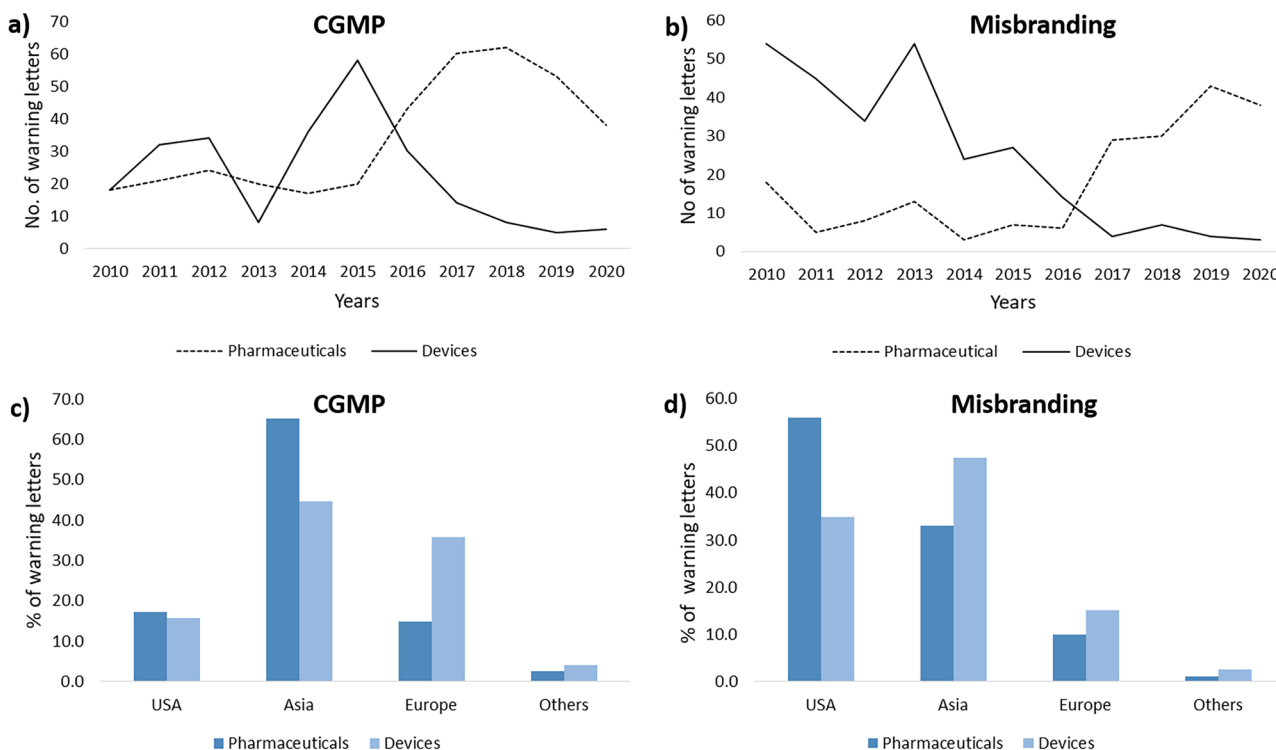 a)
CGMP
No. of warning letters
70
60
50
40
30
20
10
0
2010 2011 2012 2013 2014 2015 2016 2017 2018 2019 2020
Years
Pharmaceuticals Devices
b)
Misbranding
No of warning letters
60
50
40
30
20
10
0
2010 2011 2012 2013 2014 2015 2016 2017 2018 2019 2020
Years
Pharmaceutical Devices
c)
CGMP
% of warning letters
70.0
60.0
50.0
40.0
30.0
20.0
10.0
0.0
USA Asia Europe Others
Pharmaceuticals Devices
d)
Misbranding
% of warning letters
60.0
50.0
40.0
30.0
20.0
10.0
0.0
USA Asia Europe Others
Pharmaceuticals Devices